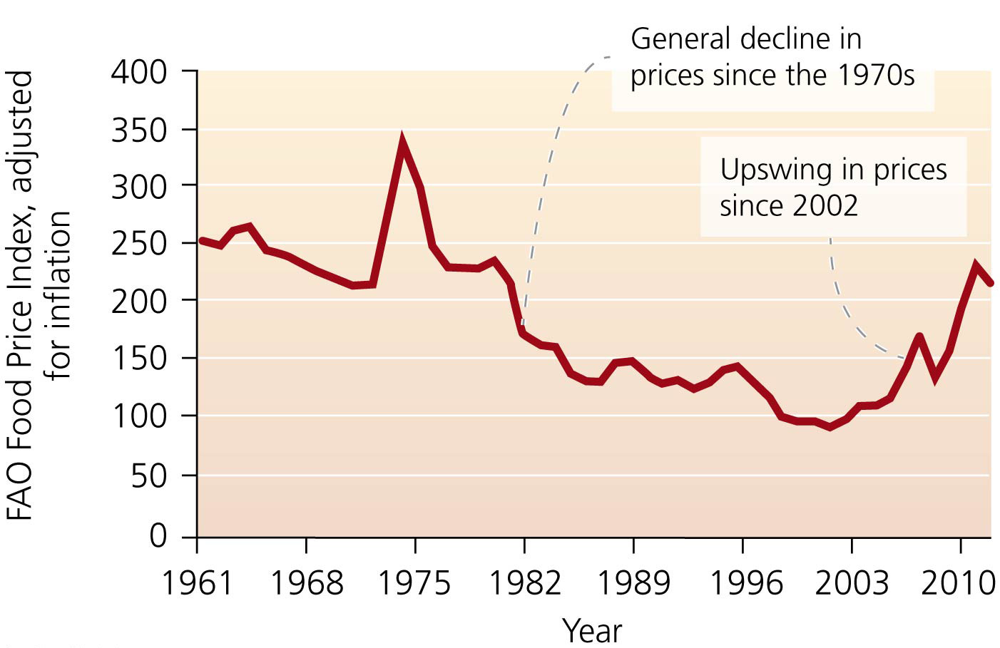 General decline in
prices since the 1970s
Upswing in prices
since 2002
FAO Food Price Index, adjusted
for inflation
400
350
300
250
200
150
100
50
0
1961 1968 1975 1982 1989 1996 2003 2010
Year